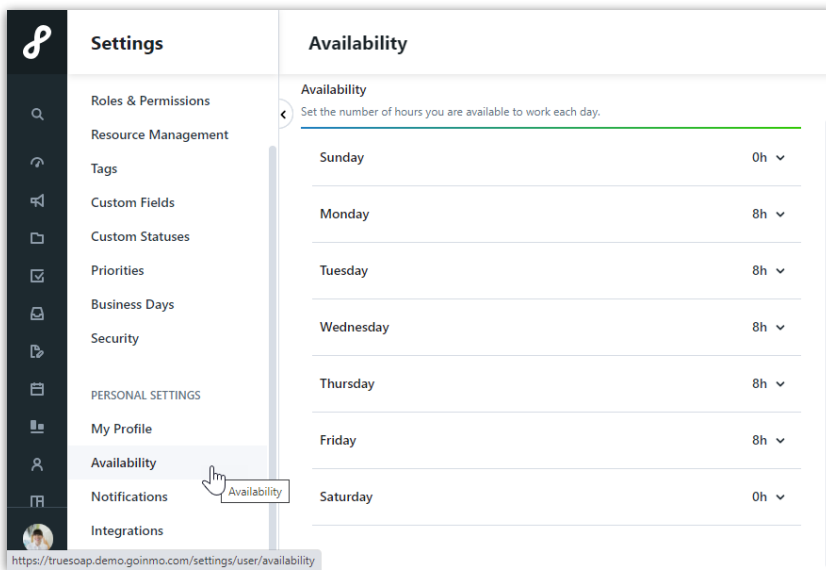 Settings
Availability
Roles & Permissions
Resource Management
Tags
Custom Fields
Custom Statuses
Priorities
Business Days
Security
PERSONAL SETTINGS
My Profile
Availability
Availability
Notifications
Integrations
https://truesoap.demo.goinmo.com/settings/user/availability
Availability
Set the number of hours you are available to work each day.
Sunday 0h
Monday 8h
Tuesday 8h
Wednesday 8h
Thursday 8h
Friday 8h
Saturday 0h